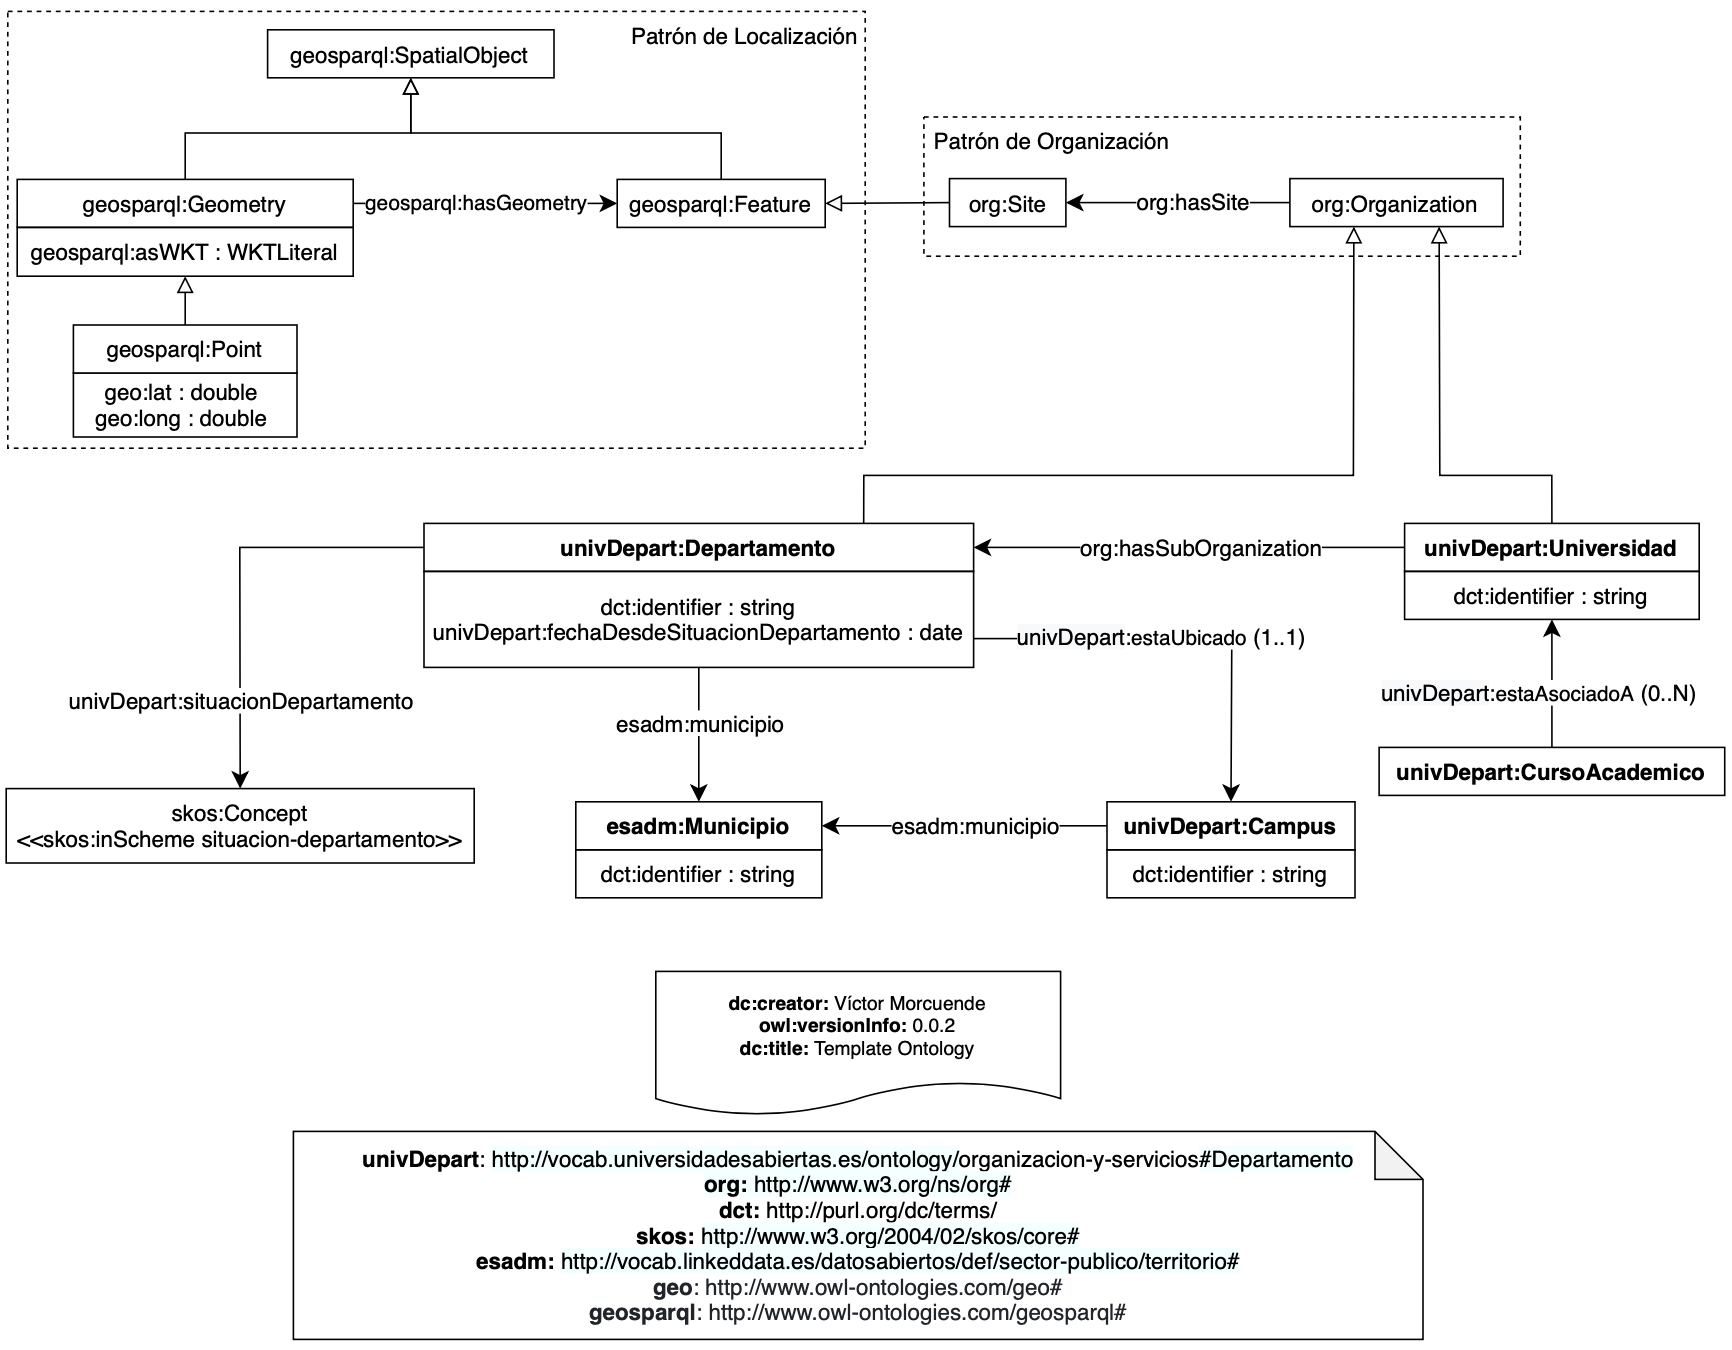 Patrón de Localización
geosparql:SpatialObject
geosparql:Geometry
geosparql:asWKT : WKTLiteral
geosparql:hasGeometry
geosparql:Feature
geosparql:Point
geo:lat : double
geo:long : double
Patrón de Organización
org:Site
org:hasSite
org:Organization
univDepart:Departamento
dct:identifier : string
univDepart:fechaDesdeSituacionDepartamento : date
org:hasSubOrganization
univDepart:Universidad
dct:identifier : string
univDepart:estaUbicado (1..1)
univDepart:situacionDepartamento
esadm:municipio
univDepart:estaAsociadoA (0..N)
univDepart:CursoAcademico
skos:Concept
<<skos:inScheme situacion-departamento>>
esadm:Municipio
dct:identifier : string
esadm:municipio
univDepart:Campus
dct:identifier : string
dc:creator: Víctor Morcuende
owl:versionInfo: 0.0.2
dc:title: Template Ontology
univDepart: http://vocab.universidadesabiertas.es/ontology/organizacion-y-servicios#Departamento
org: http://www.w3.org/ns/org#
dct: http://purl.org/dc/terms/
skos: http://www.w3.org/2004/02/skos/core#
esadm: http://vocab.linkeddata.es/datosabiertos/def/sector-publico/territorio#
geo: http://www.owl-ontologies.com/geo#
geosparql: http://www.owl-ontologies.com/geosparql#